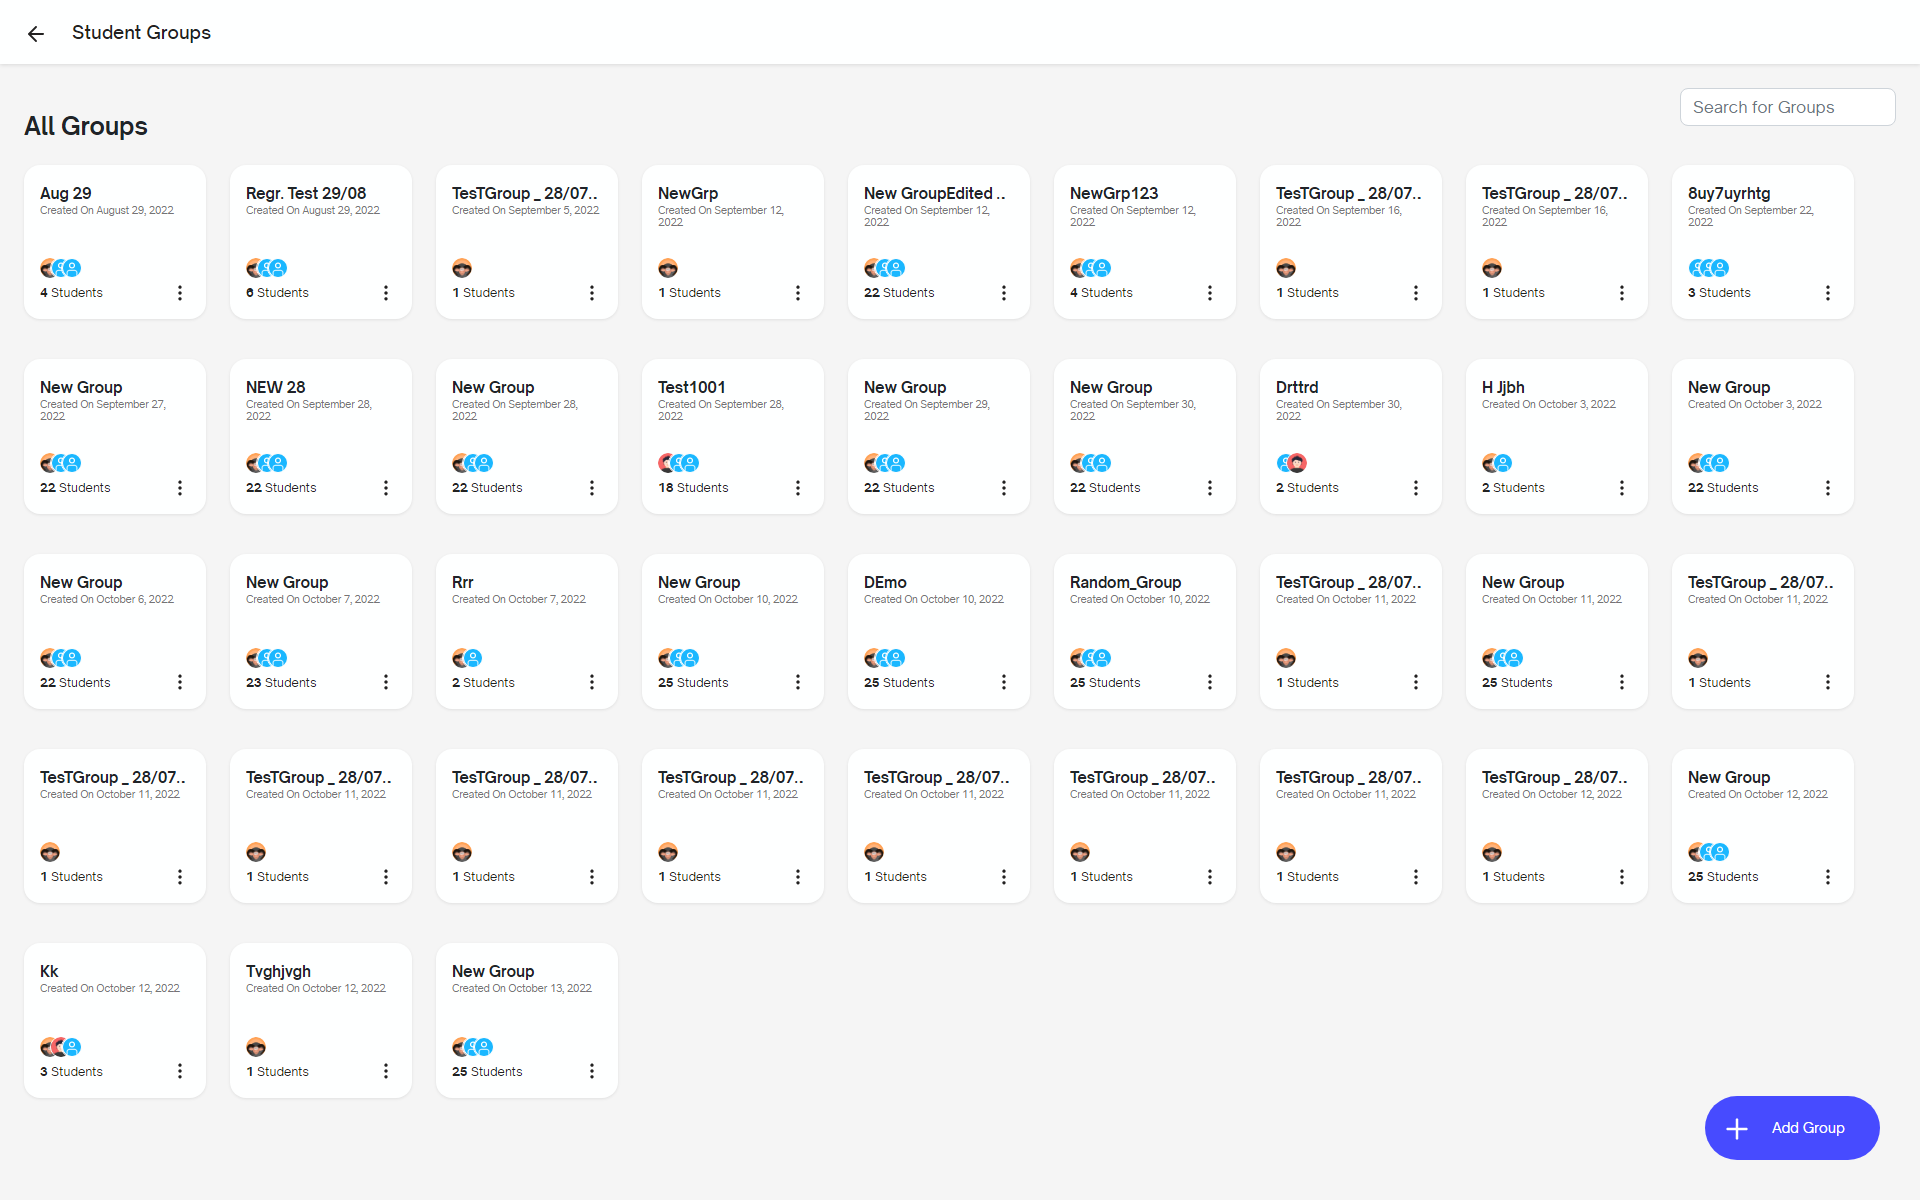 Student Groups
Search for Groups
All Groups
Aug 29
Created On August 29, 2022
4 Students
Regr. Test 29/08
Created On August 29, 2022
6 Students
TesTGroup _ 28/07..
Created On September 5, 2022
1 Students
NewGrp
Created On September 12,
2022
1 Students
New GroupEdited ..
Created On September 12,
2022
22 Students
NewGrp123
Created On September 12,
2022
4 Students
TesTGroup _ 28/07..
Created On September 16,
2022
1 Students
TesTGroup _ 28/07..
Created On September 16,
2022
1 Students
8uy7uyrhtg
Created On September 22,
2022
3 Students
New Group
Created On September 27,
2022
22 Students
NEW 28
Created On September 28,
2022
22 Students
New Group
Created On September 28,
2022
22 Students
Test1001
Created On September 28,
2022
18 Students
New Group
Created On September 29,
2022
22 Students
New Group
Created On September 30,
2022
22 Students
Drttrd
Created On September 30,
2022
2 Students
H Jjbh
Created On October 3, 2022
2 Students
New Group
Created On October 3, 2022
22 Students
New Group
Created On October 6, 2022
22 Students
New Group
Created On October 7, 2022
23 Students
Rrr
Created On October 7, 2022
2 Students
New Group
Created On October 10, 2022
25 Students
DEmo
Created On October 10, 2022
25 Students
Random_Group
Created On October 10, 2022
25 Students
TesTGroup _ 28/07..
Created On October 11, 2022
1 Students
New Group
Created On October 11, 2022
25 Students
TesTGroup _ 28/07..
Created On October 11, 2022
1 Students
TesTGroup _ 28/07..
Created On October 11, 2022
1 Students
TesTGroup _ 28/07..
Created On October 11, 2022
1 Students
TesTGroup _ 28/07..
Created On October 11, 2022
1 Students
TesTGroup _ 28/07..
Created On October 11, 2022
1 Students
TesTGroup _ 28/07..
Created On October 11, 2022
1 Students
TesTGroup _ 28/07..
Created On October 11, 2022
1 Students
TesTGroup _ 28/07..
Created On October 11, 2022
1 Students
TesTGroup _ 28/07..
Created On October 12, 2022
1 Students
New Group
Created On October 12, 2022
25 Students
Kk
Created On October 12, 2022
3 Students
Tvghjvgh
Created On October 12, 2022
1 Students
New Group
Created On October 13, 2022
25 Students
Add Group